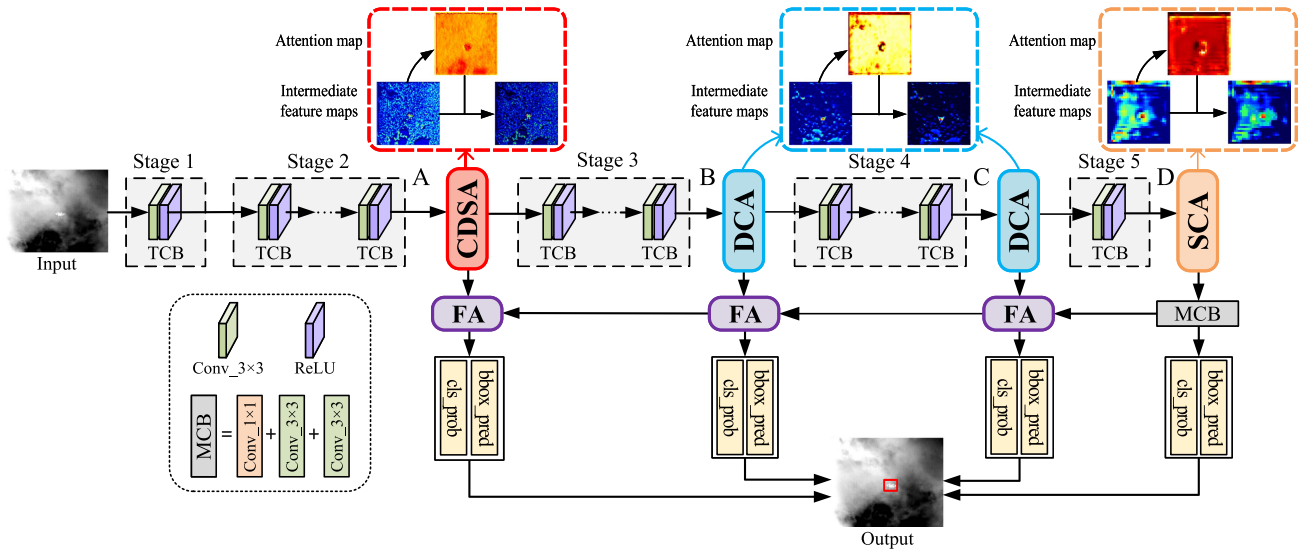 Attention map
Intermediate
feature maps
Attention map
Intermediate
feature maps
Attention map
Intermediate
feature maps
Stage 1
Stage 2
A
Stage 3
B
Stage 4
C
Stage 5
D
TCB
TCB
TCB
CDSA
TCB
TCB
DCA
TCB
TCB
DCA
TCB
SCA
Input
FA
FA
FA
MCB
Conv_3×3
ReLU
MCB
=
Conv_1×1
+
Conv_3×3
+
Conv_3×3
cls_prob
bbox_pred
cls_prob
bbox_pred
cls_prob
bbox_pred
cls_prob
bbox_pred
Output